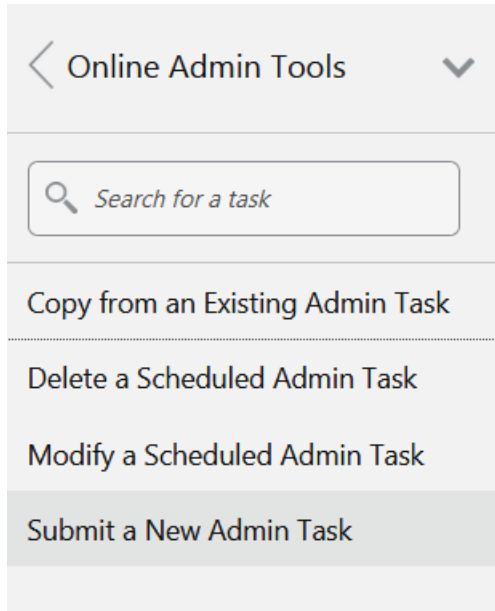 Online Admin Tools
Search for a task
Copy from an Existing Admin Task
Delete a Scheduled Admin Task
Modify a Scheduled Admin Task
Submit a New Admin Task